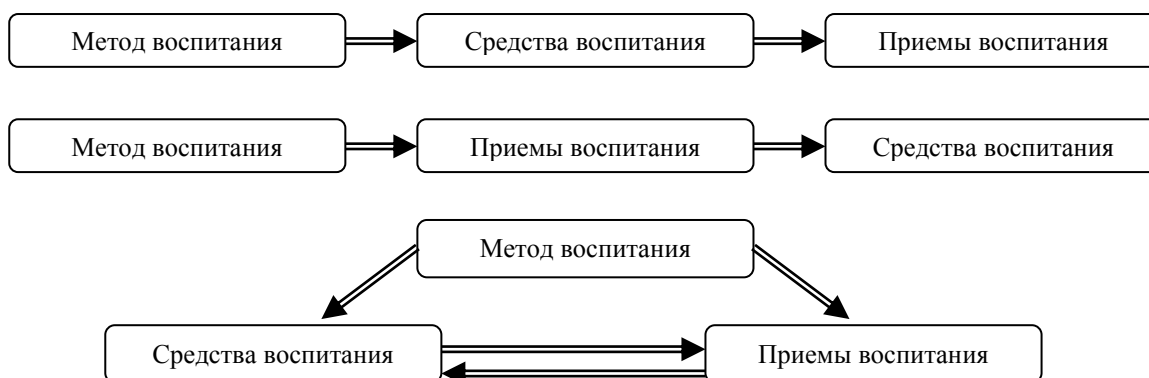 Метод воспитания Средства воспитания Приемы воспитания
Метод воспитания Приемы воспитания Средства воспитания
Метод воспитания
Средства воспитания Приемы воспитания